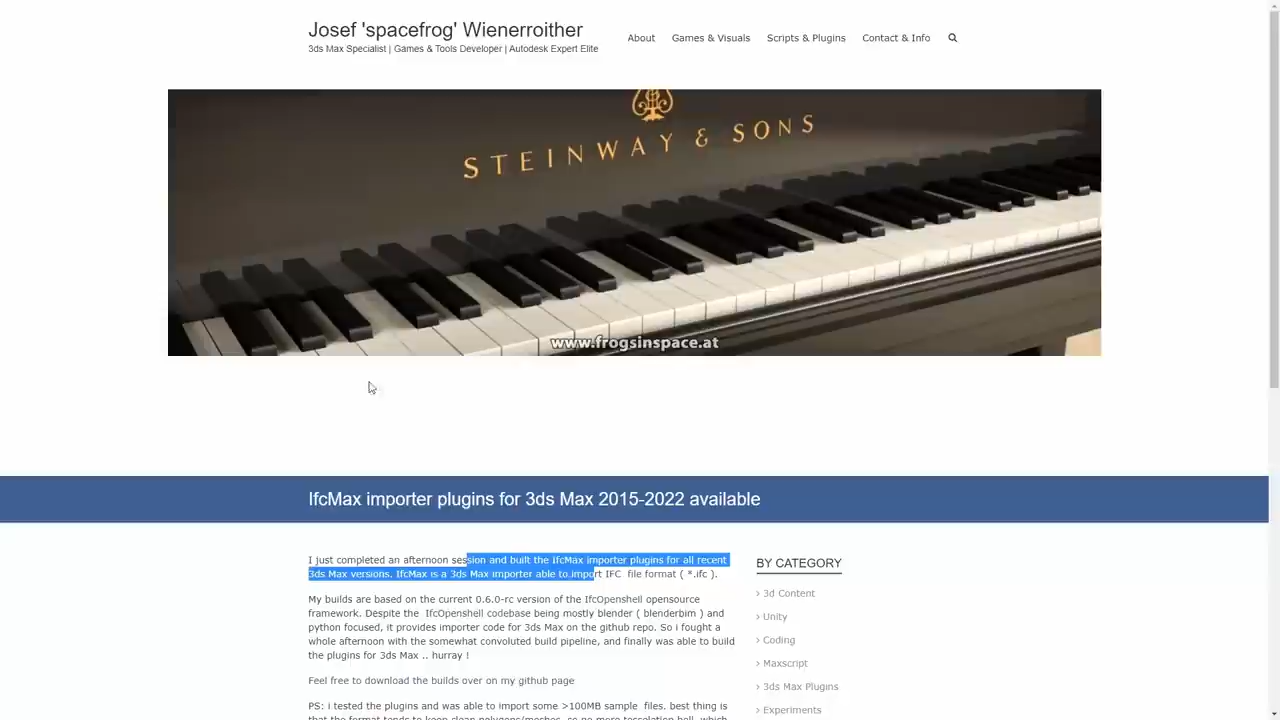 Josef 'spacefrog' Wienerroither
3ds Max Specialist | Games & Tools Developer | Autodesk Expert Elite
About Games & Visuals Scripts & Plugins Contact & Info
STEINWAY & SONS
www.frogsinspace.at
IfcMax importer plugins for 3ds Max 2015-2022 available
I just completed an afternoon session and built the IfcMax importer plugins for all recent
3ds Max versions. IfcMax is a 3ds Max importer able to import IFC file format ( *.ifc ).
My builds are based on the current 0.6.0-rc version of the IfcOpenshell opensource
framework. Despite the IfcOpenshell codebase being mostly blender ( blenderbim ) and
python focused, it provides importer code for 3ds Max on the github repo. So i fought a
whole afternoon with the somewhat convoluted build pipeline, and finally was able to build
the plugins for 3ds Max .. hurray !
Feel free to download the builds over on my github page
PS: i tested the plugins and was able to import some >100MB sample files. best thing is
that the format tends to keep clean polygons/meshes, so no more tesselation hell, which
BY CATEGORY
3d Content
Unity
Coding
Maxscript
3ds Max Plugins
Experiments